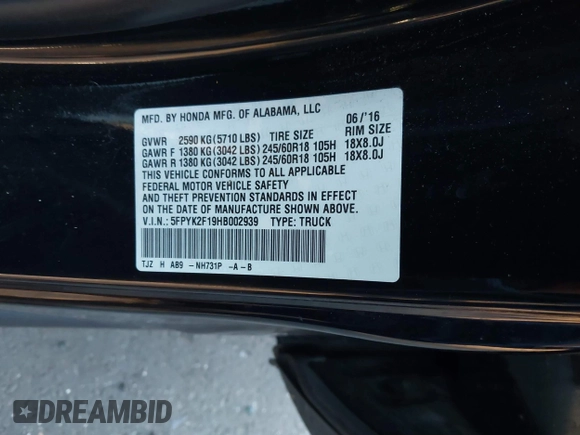 MFD. BY HONDA MFG. OF ALABAMA, LLC 06/'16
GVWR 2590 KG(5710 LBS) TIRE SIZE RIM SIZE
GAWR F 1380 KG(3042 LBS) 245/60R18 105H 18X8.0J
GAWR R 1380 KG(3042 LBS) 245/60R18 105H 18X8.0J
THIS VEHICLE CONFORMS TO ALL APPLICABLE
FEDERAL MOTOR VEHICLE SAFETY
AND THEFT PREVENTION STANDARDS IN EFFECT
ON THE DATE OF MANUFACTURE SHOWN ABOVE.
V.I.N.: 5FPYK2F19HB002939 TYPE: TRUCK
TJZ H AB9 -NH731P -A-B
DREAMBID